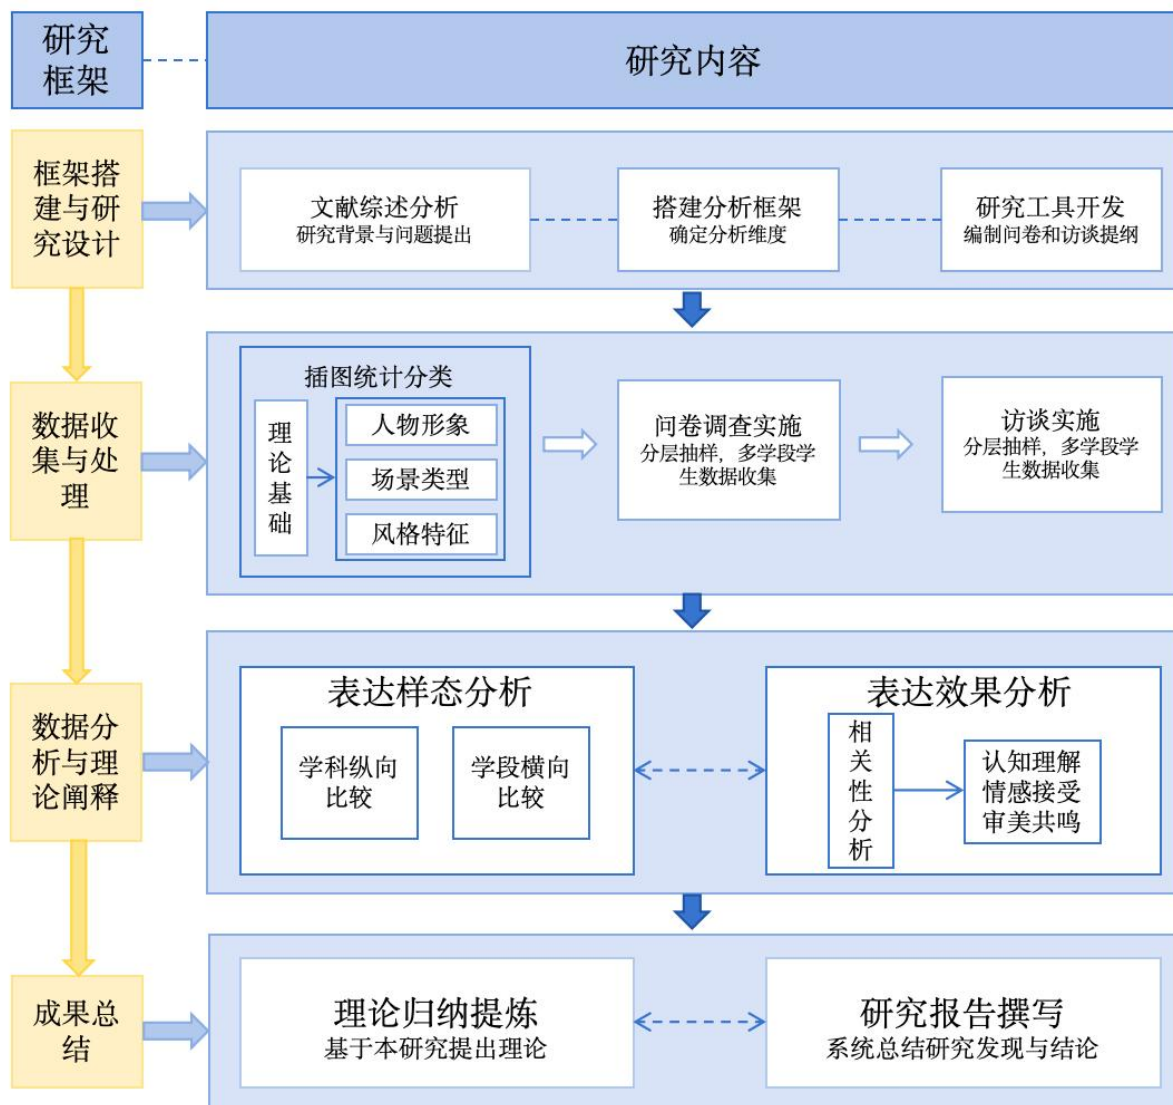 研究
框架
研究内容
框架搭
建与研
究设计
文献综述分析
研究背景与问题提出
搭建分析框架
确定分析维度
研究工具开发
编制问卷和访谈提纲
数据收
集与处
理
插图统计分类
理
论
基
础
人物形象
场景类型
风格特征
问卷调查实施
分层抽样，多学段学
生数据收集
访谈实施
分层抽样，多学段学
生数据收集
数据分
析与理
论阐释
表达样态分析
学科纵向
比较
学段横向
比较
表达效果分析
相
关
性
分
析
认知理解
情感接受
审美共鸣
成果总
结
理论归纳提炼
基于本研究提出理论
研究报告撰写
系统总结研究发现与结论